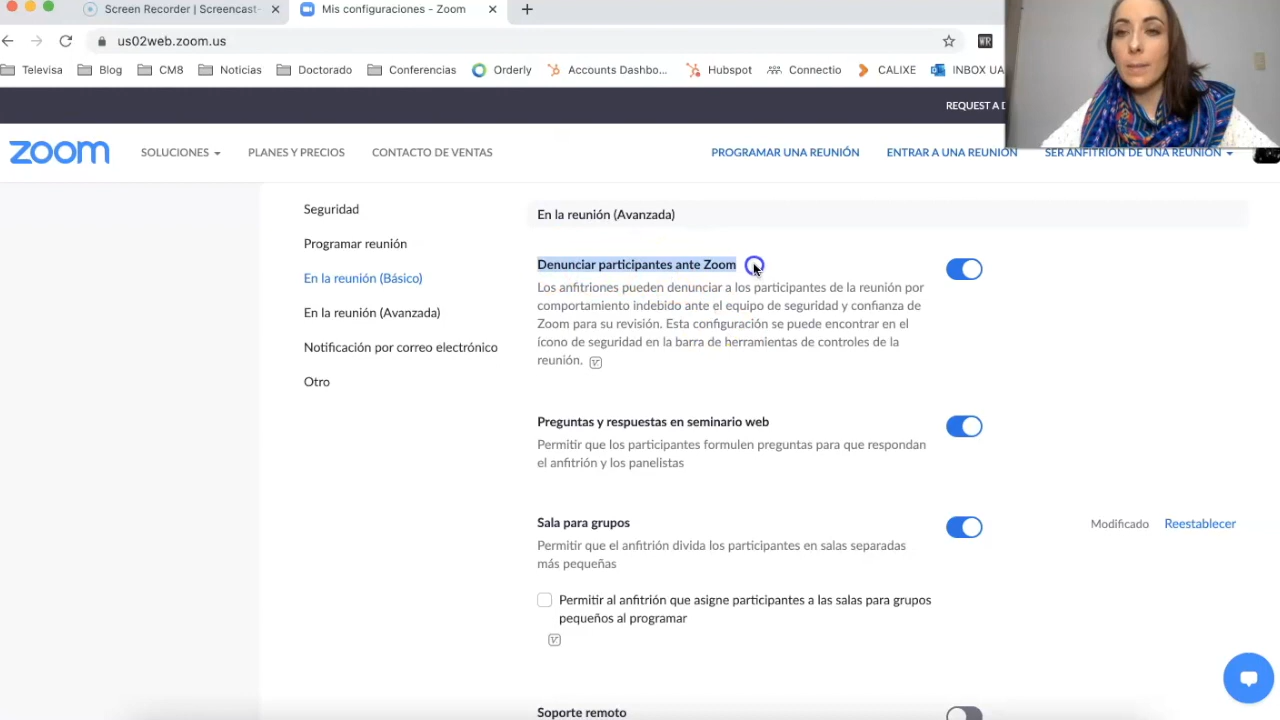 Screen Recorder | Screencast-
Mis configuraciones - Zoom
us02web.zoom.us
WR
Televisa
Blog
CM8
Noticias
Doctorado
Conferencias
Orderly
Accounts Dashbo...
Hubspot
Connectio
CALIXE
INBOX UA
REQUEST A D
zoom
SOLUCIONES
PLANES Y PRECIOS
CONTACTO DE VENTAS
PROGRAMAR UNA REUNIÓN
ENTRAR A UNA REUNIÓN
SER ANFITRIÓN DE UNA REUNIÓN
Seguridad
Programar reunión
En la reunión (Básico)
En la reunión (Avanzada)
Notificación por correo electrónico
Otro
En la reunión (Avanzada)
Denunciar participantes ante Zoom
Los anfitriones pueden denunciar a los participantes de la reunión por
comportamiento indebido ante el equipo de seguridad y confianza de
Zoom para su revisión. Esta configuración se puede encontrar en el
ícono de seguridad en la barra de herramientas de controles de la
reunión.
Preguntas y respuestas en seminario web
Permitir que los participantes formulen preguntas para que respondan
el anfitrión y los panelistas
Sala para grupos
Modificado
Reestablecer
Permitir que el anfitrión divida los participantes en salas separadas
más pequeñas
Permitir al anfitrión que asigne participantes a las salas para grupos
pequeños al programar
Soporte remoto